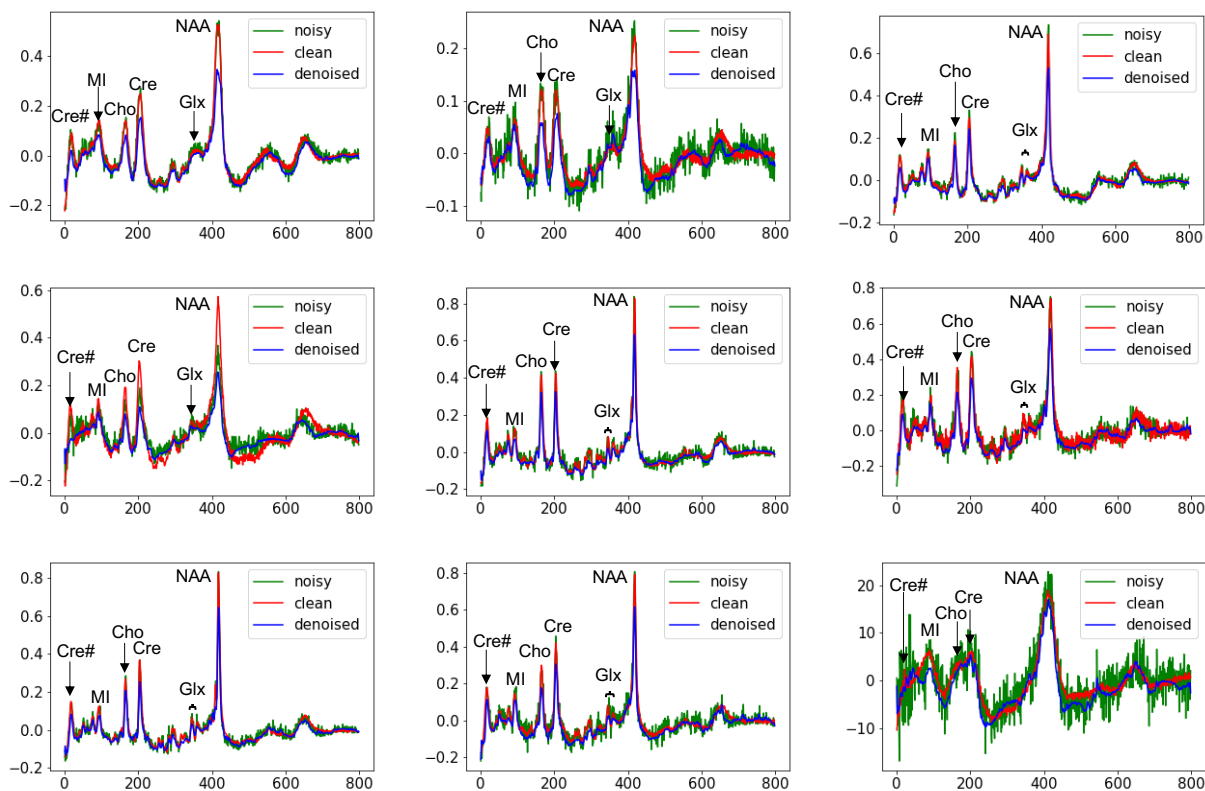 NAA
noisy
clean
denoised
MI
Cre
Cre#
Cho
Glx
0.4
0.2
0.0
−0.2
0 200 400 600 800
NAA
noisy
clean
denoised
Cho
Cre
MI
Cre#
Glx
0.2
0.1
0.0
−0.1
0 200 400 600 800
NAA
noisy
clean
denoised
Cho
Cre#
Cre
MI
Glx
0.6
0.4
0.2
0.0
−0.2
0 200 400 600 800
NAA
noisy
clean
denoised
Cre
Cre#
Cho
MI
Glx
0.6
0.4
0.2
0.0
−0.2
0 200 400 600 800
NAA
noisy
clean
denoised
Cre
Cho
Cre#
MI
Glx
0.8
0.6
0.4
0.2
0.0
−0.2
0 200 400 600 800
NAA
noisy
clean
denoised
Cho
Cre
Cre#
MI
Glx
0.8
0.6
0.4
0.2
0.0
−0.2
0 200 400 600 800
NAA
noisy
clean
denoised
Cho
Cre
Cre#
MI
Glx
0.8
0.6
0.4
0.2
0.0
−0.2
0 200 400 600 800
NAA
noisy
clean
denoised
Cre
Cre#
Cho
MI
Glx
0.8
0.6
0.4
0.2
0.0
−0.2
0 200 400 600 800
NAA
noisy
clean
denoised
Cre#
Cre
Cho
MI
20
10
0
−10
0 200 400 600 800